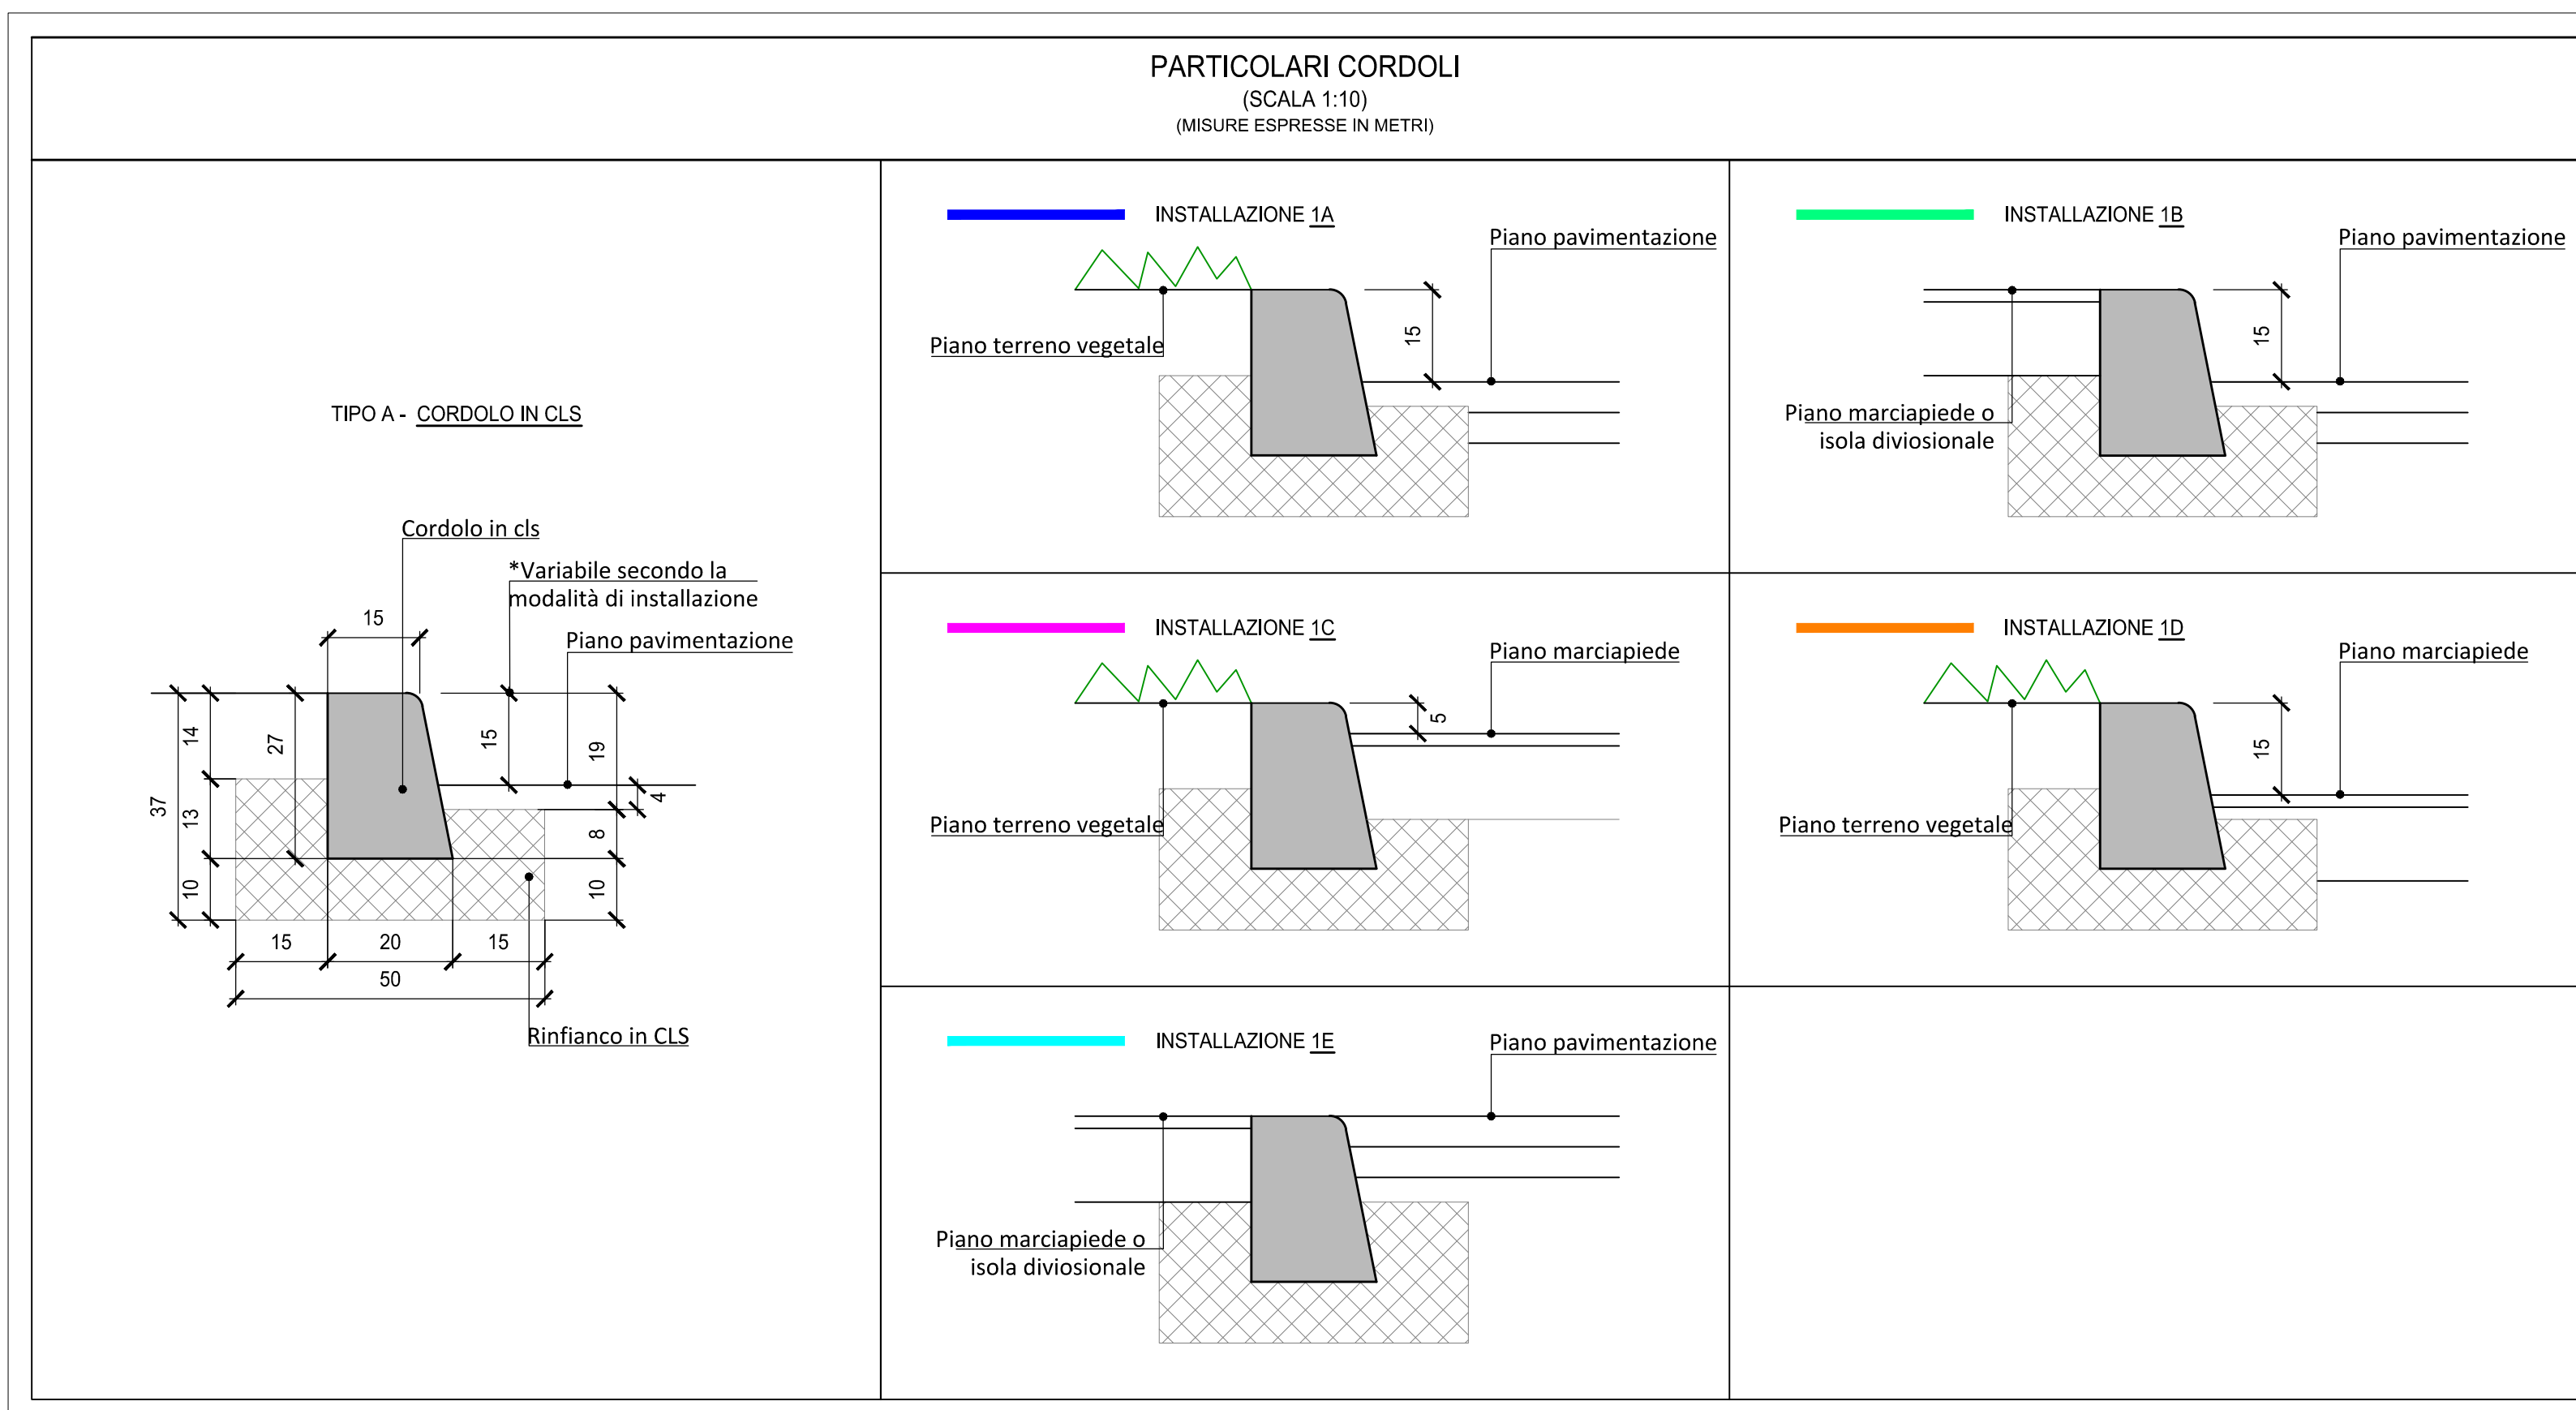 PARTICOLARI CORDOLI
(SCALA 1:10)
(MISURE ESPRESSE IN METRI)
TIPO A - CORDOLO IN CLS
Cordolo in cls
*Variabile secondo la
modalità di installazione
Piano pavimentazione
15
14
27
15
19
4
37
13
8
10
10
15
20
15
50
Rinfianco in CLS
INSTALLAZIONE 1A
Piano pavimentazione
15
Piano terreno vegetale
INSTALLAZIONE 1B
Piano pavimentazione
15
Piano marciapiede o
isola diviosionale
INSTALLAZIONE 1C
Piano marciapiede
5
Piano terreno vegetale
INSTALLAZIONE 1D
Piano marciapiede
15
Piano terreno vegetale
INSTALLAZIONE 1E
Piano pavimentazione
Piano marciapiede o
isola diviosionale